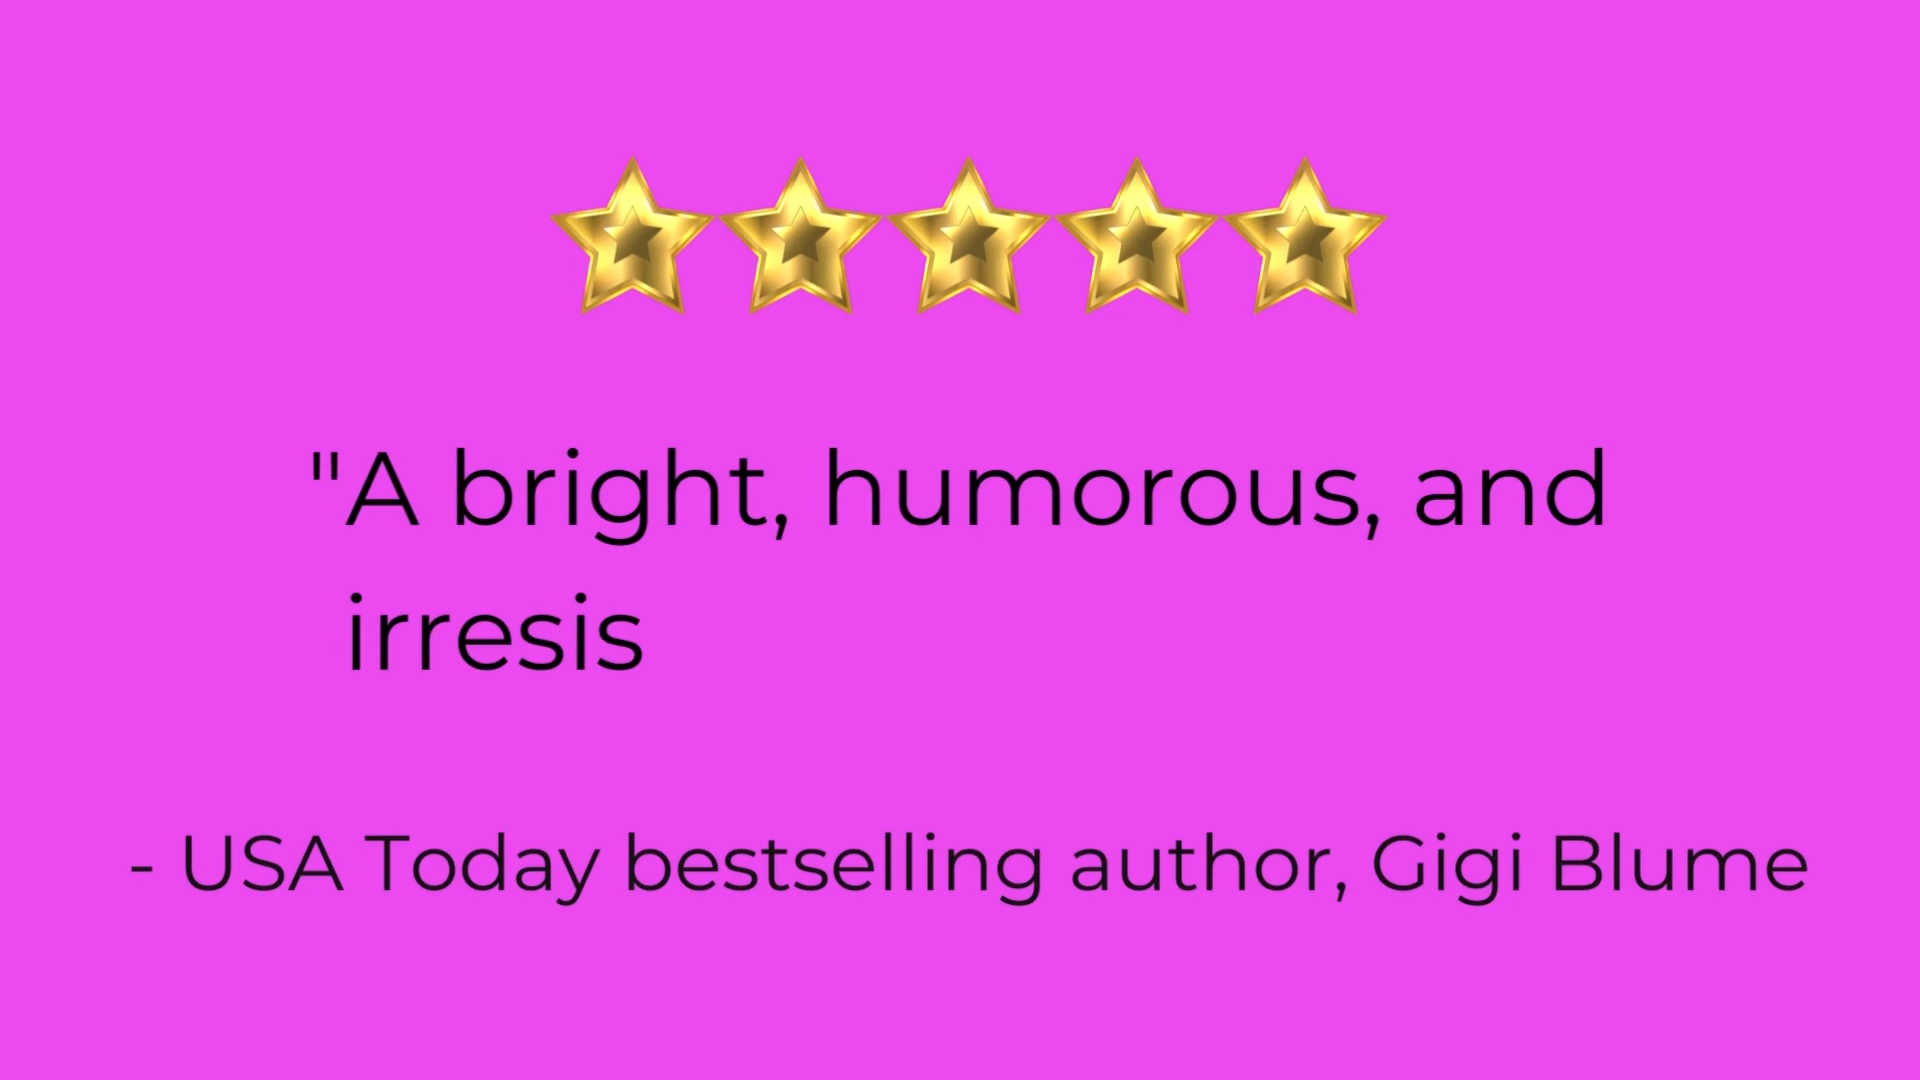 "A bright, humorous, and
irresis
- USA Today bestselling author, Gigi Blume